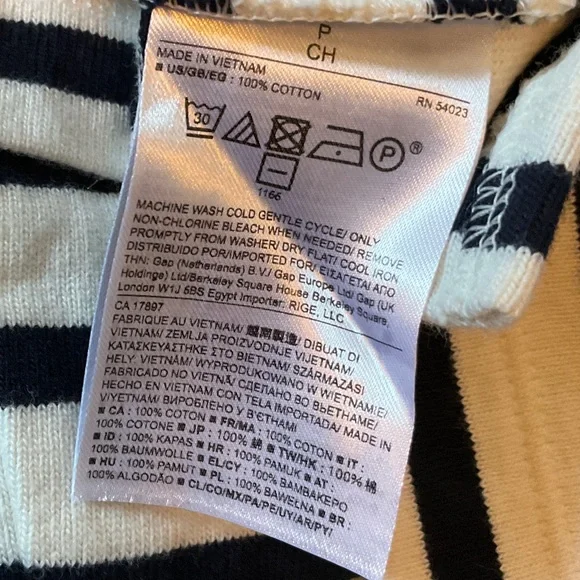 P
CH
MADE IN VIETNAM
■ US/GB/EG : 100% COTTON
RN 54023
30
P®
1166
MACHINE WASH COLD GENTLE CYCLE/ ONLY
NON-CHLORINE BLEACH WHEN NEEDED/ REMOVE
PROMPTLY FROM WASHER/ DRY FLAT/ COOL IRON
DISTRIBUIDO POR/IMPORTED FOR/ ΕΙΣΑΓΕΤΑΙ ΑΠΟ
THN: Gap (Netherlands) B.V./ Gap Europe Ltd/ Gap (UK
Holdings) Ltd/Berkeley Square House Berkeley Square,
London W1J 6BS Egypt Importer: RIGE, LLC
CA 17897
FABRIQUE AU VIETNAM/ 越南製造/ DIBUAT DI
VIETNAM/ ZEMLJA PROIZVODNJE VIJETNAM/
ΚΑΤΑΣΚΕΥΑΣΤΗΚΕ ΣΤΟ ΒΙΕΤΝΑΜ/ SZÁRMAZÁSI
HELY: VIETNÁM/ WYPRODUKOWANO W WIETNAMIE/
FABRICADO NO VIETNÃ/ СДЕЛАНО ВО ВЬЕТНАМЕ/
HECHO EN VIETNAM CON TELA IMPORTADA/ MADE IN
VIYETNAM/ ВИРОБЛЕНО У В'ЄТНАМІ
■ CA : 100% COTON ■ FR/MA : 100% COTON ■ IT :
100% COTONE ■ JP : 100% 綿 ■ TW/HK : 100% 棉
■ ID : 100% KAPAS ■ HR : 100% PAMUK ■ AT :
100% BAUMWOLLE ■ EL/CY : 100% ΒΑΜΒΑΚΕΡΟ
■ HU : 100% PAMUT ■ PL : 100% BAWEŁNA ■ BR :
100% ALGODÃO ■ CL/CO/MX/PA/PE/UY/AR/PY/